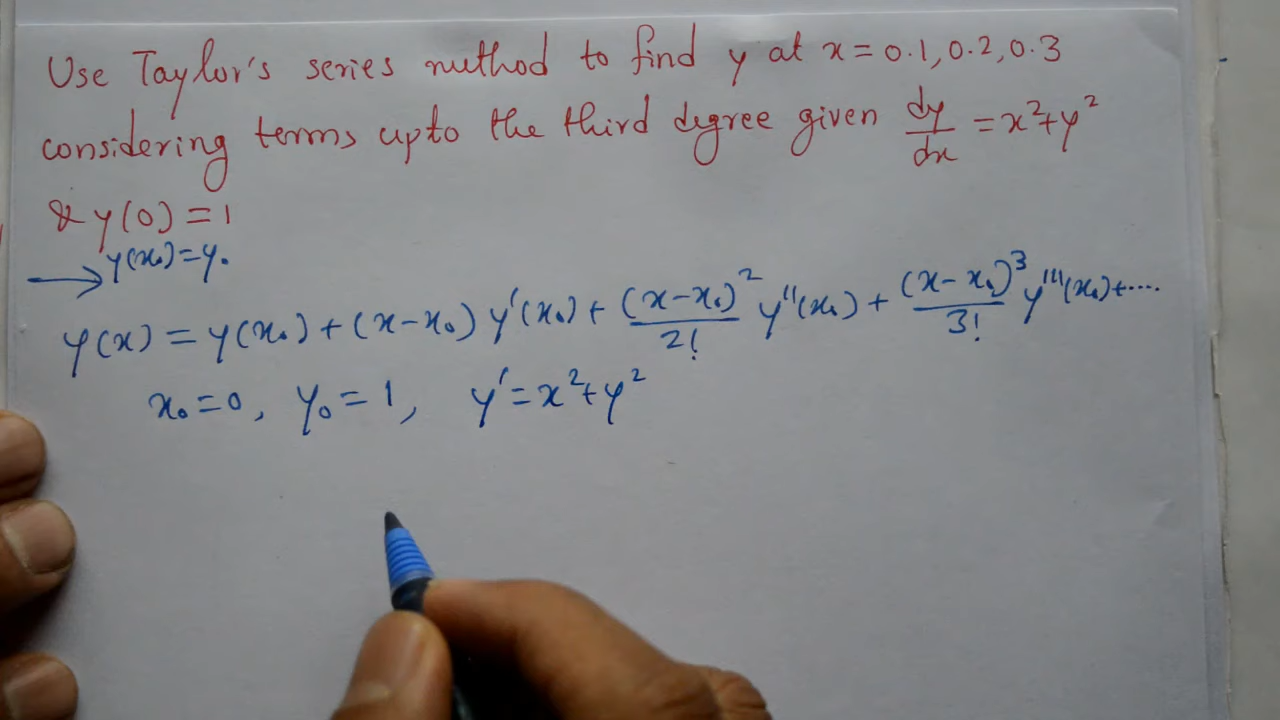 Use Taylor's series method to find y at x = 0.1, 0.2, 0.3
considering terms upto the third degree given dy/dx = x²+y²
& y(0) = 1
→ y(x₀) = y₀
y(x) = y(x₀) + (x-x₀) y'(x₀) + (x-x₀)²/2! y''(x₀) + (x-x₀)³/3! y'''(x₀) + ....
x₀ = 0, y₀ = 1, y' = x²+y²